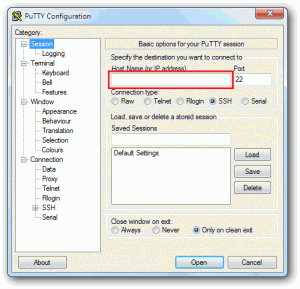 PuTTY Configuration
Category:
Session
Logging
Terminal
Keyboard
Bell
Features
Window
Appearance
Behaviour
Translation
Selection
Colours
Connection
Data
Proxy
Telnet
Rlogin
SSH
Serial
Basic options for your PuTTY session
Specify the destination you want to connect to
Host Name (or IP address) Port
22
Connection type:
Raw Telnet Rlogin SSH Serial
Load, save or delete a stored session
Saved Sessions
Default Settings
Load
Save
Delete
Close window on exit:
Always Never Only on clean exit
About Open Cancel